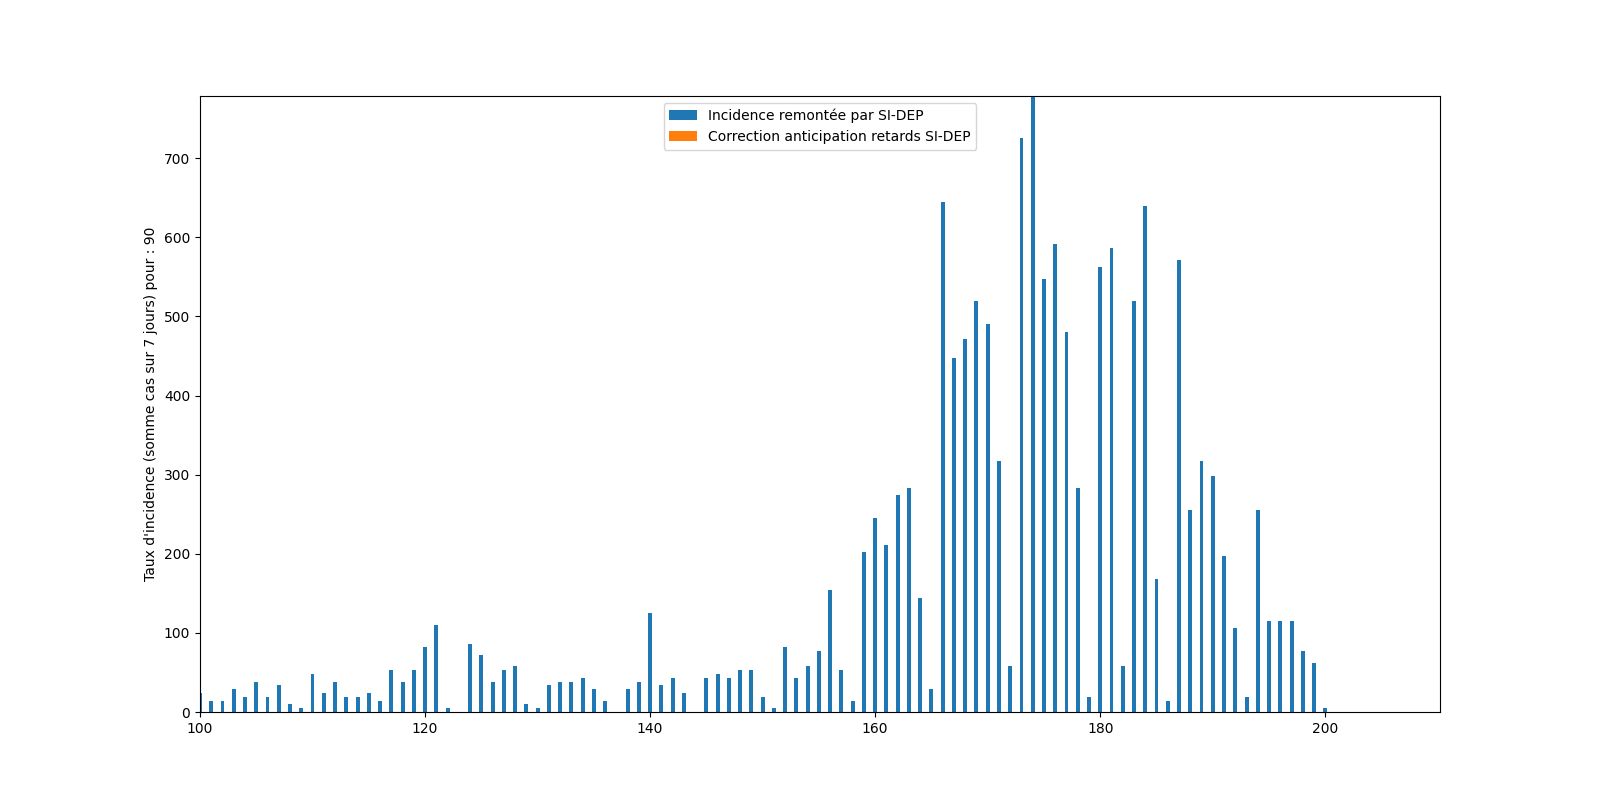 Incidence remontée par SI-DEP
Correction anticipation retards SI-DEP
Taux d'incidence (somme cas sur 7 jours) pour : 90
700
600
500
400
300
200
100
0
100 120 140 160 180 200